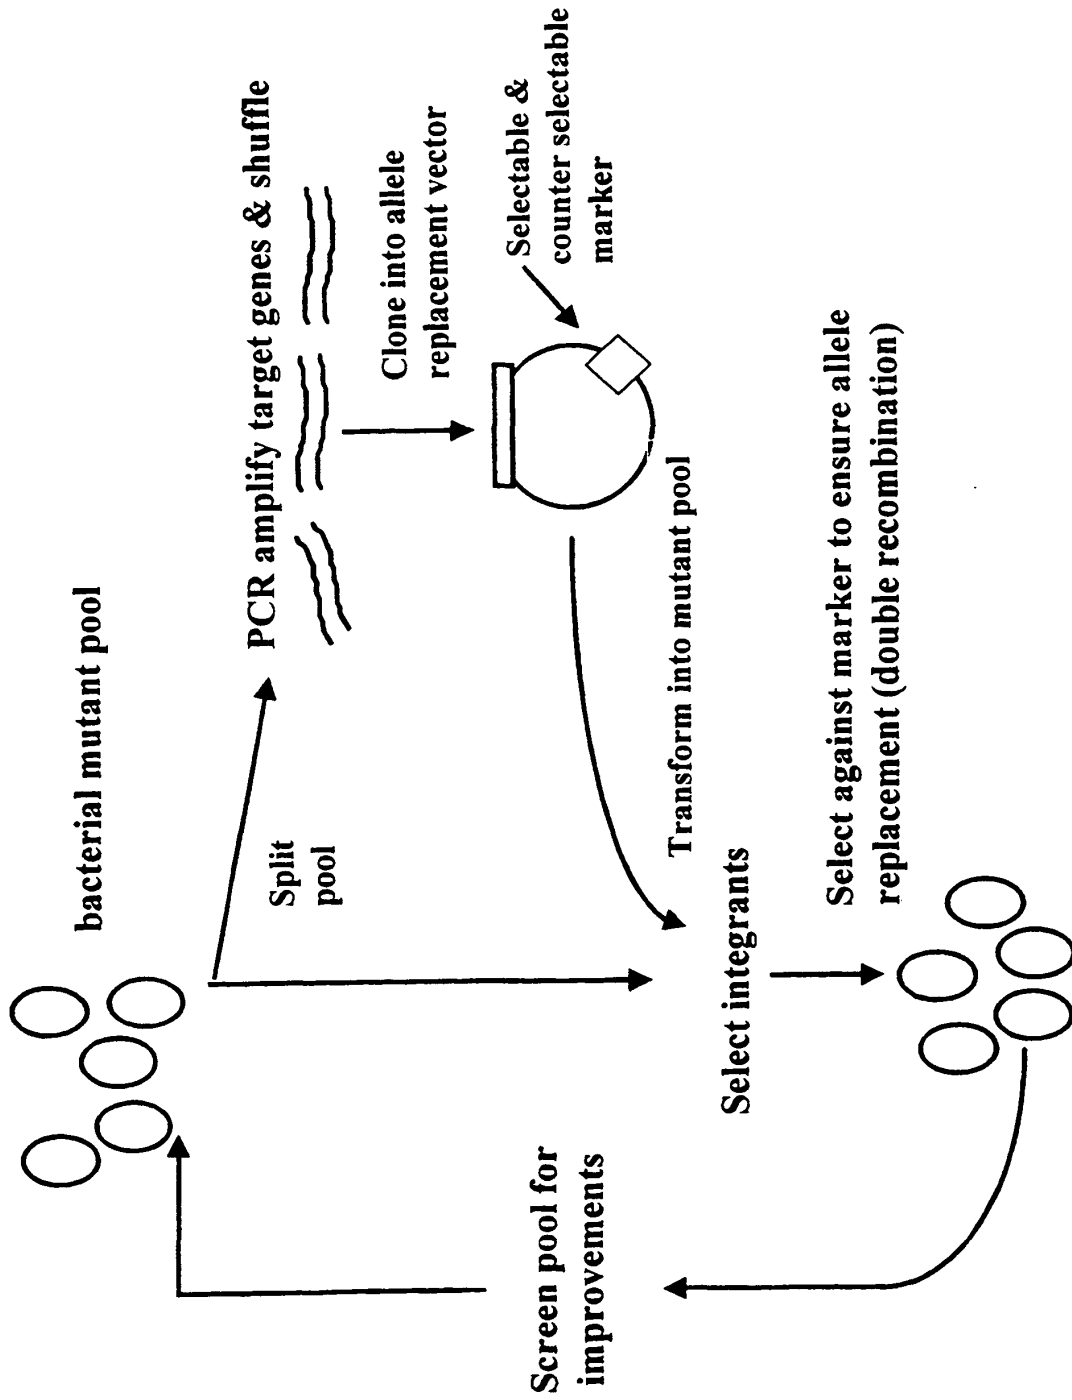 bacterial mutant pool
Split
pool
PCR amplify target genes & shuffle
Clone into allele
replacement vector
Selectable &
counter selectable
marker
Transform into mutant pool
Select integrants
Select against marker to ensure allele
replacement (double recombination)
Screen pool for
improvements